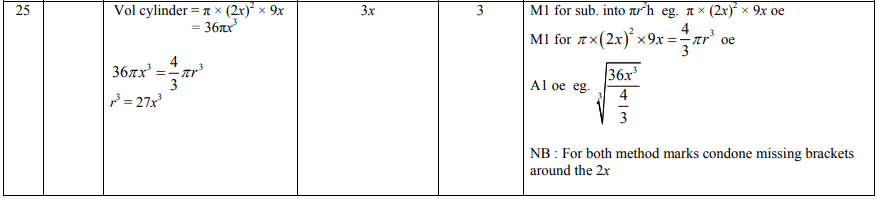 25
Vol cylinder = π × (2x)² × 9x
= 36πx³
36πx³ = 4/3 πr³
r³ = 27x³
3x
3
M1 for sub. into πr²h eg. π × (2x)² × 9x oe
M1 for π×(2x)²×9x = 4/3 πr³ oe
A1 oe eg. ∛(36x³/(4/3))
NB : For both method marks condone missing brackets
around the 2x